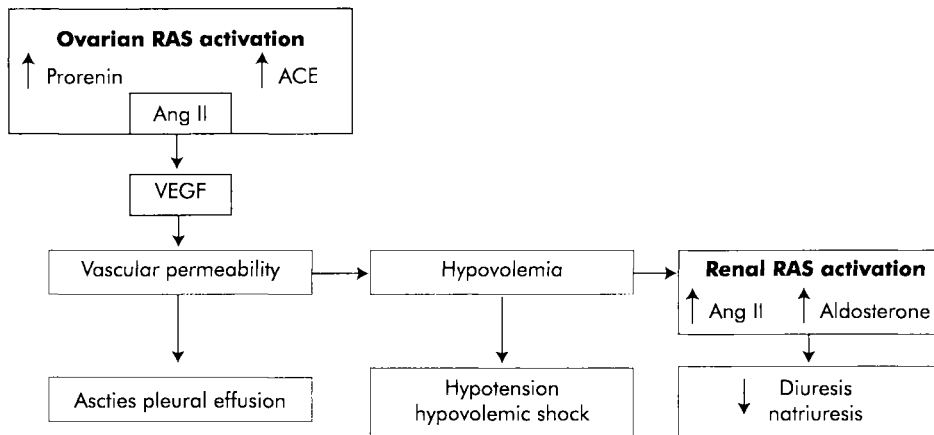 Ovarian RAS activation
↑ Prorenin ↑ ACE
Ang II
VEGF
Vascular permeability
Hypovolemia
Renal RAS activation
↑ Ang II ↑ Aldosterone
Ascties pleural effusion
Hypotension
hypovolemic shock
↓ Diuresis
natriuresis